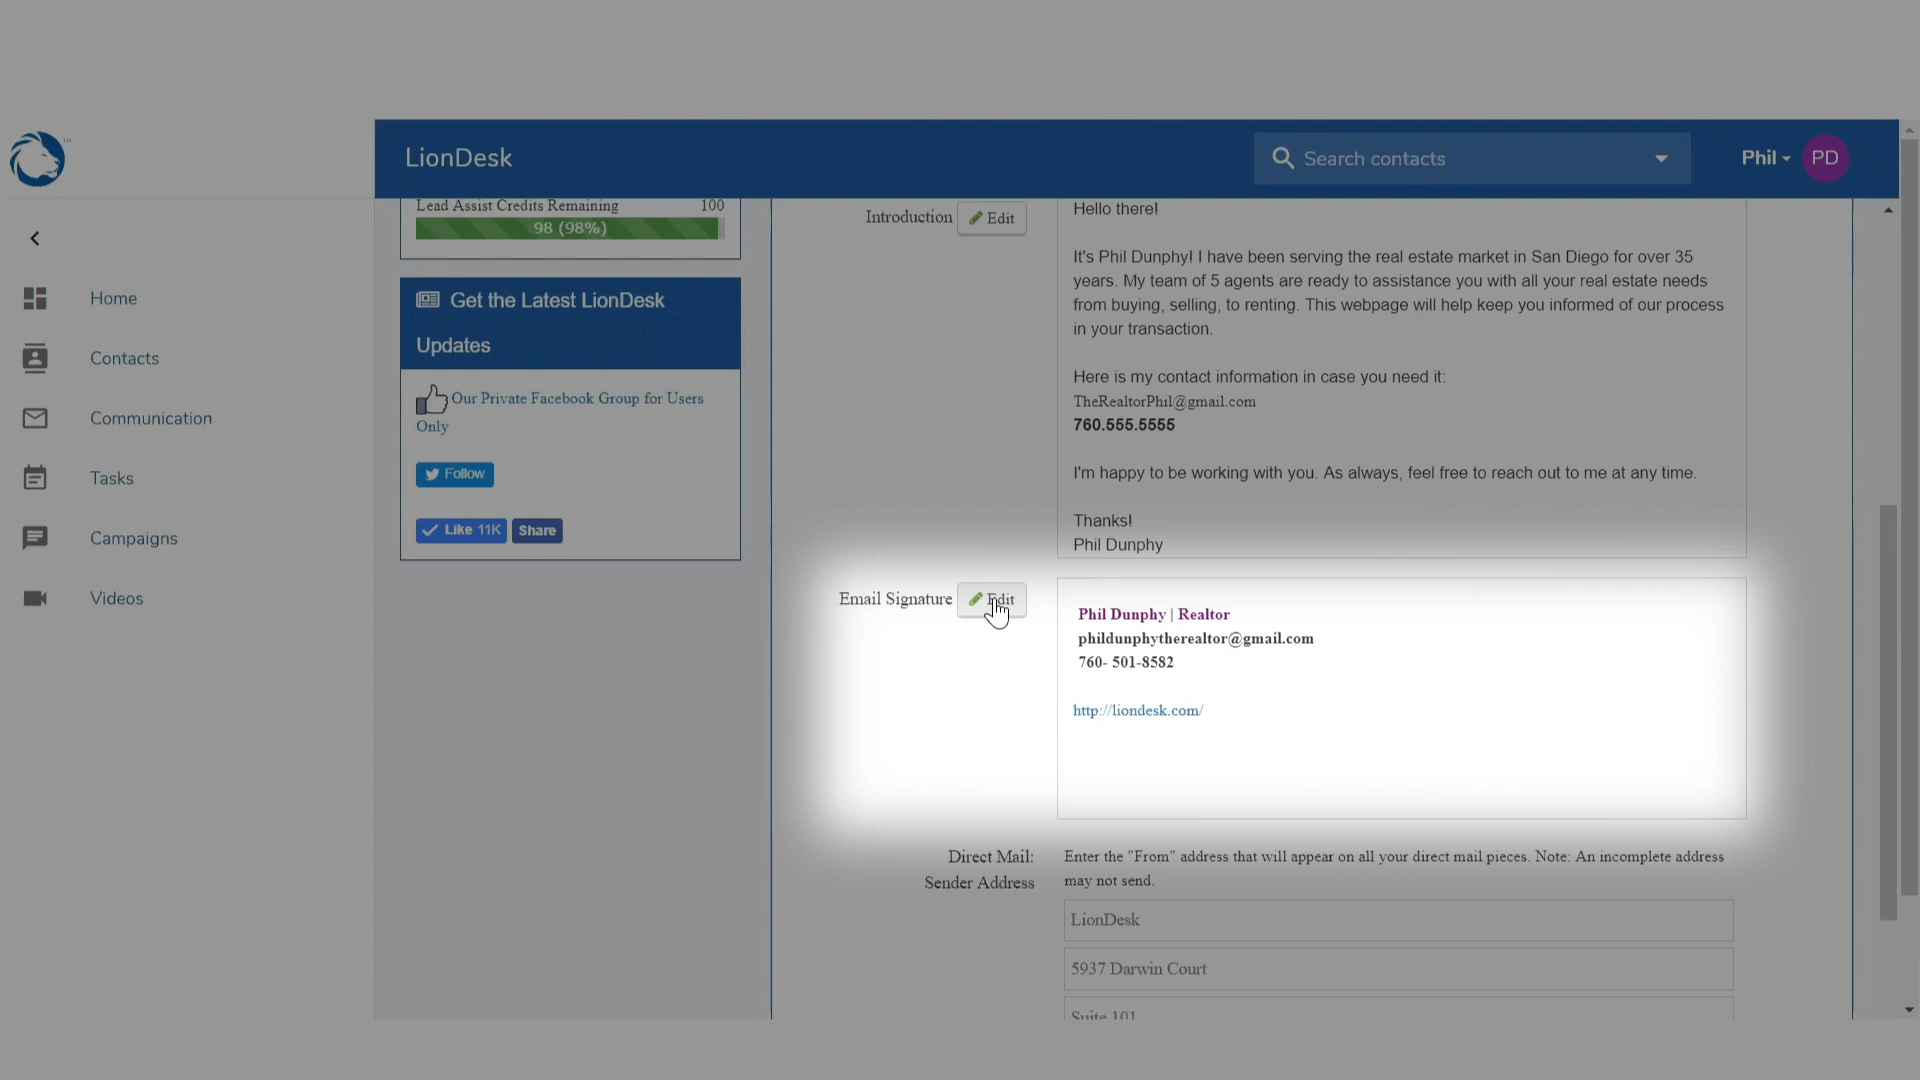 TM
LionDesk
Search contacts
Phil
PD
Lead Assist Credits Remaining 100
98 (98%)
Get the Latest LionDesk
Updates
Our Private Facebook Group for Users
Only
Follow
Like 11K Share
Home
Contacts
Communication
Tasks
Campaigns
Videos
Introduction Edit
Hello there!
It's Phil Dunphy! I have been serving the real estate market in San Diego for over 35
years. My team of 5 agents are ready to assistance you with all your real estate needs
from buying, selling, to renting. This webpage will help keep you informed of our process
in your transaction.
Here is my contact information in case you need it:
TheRealtorPhil@gmail.com
760.555.5555
I'm happy to be working with you. As always, feel free to reach out to me at any time.
Thanks!
Phil Dunphy
Email Signature Edit
Phil Dunphy | Realtor
phildunphytherealtor@gmail.com
760- 501-8582
http://liondesk.com/
Direct Mail:
Sender Address
Enter the "From" address that will appear on all your direct mail pieces. Note: An incomplete address
may not send.
LionDesk
5937 Darwin Court
Suite 101